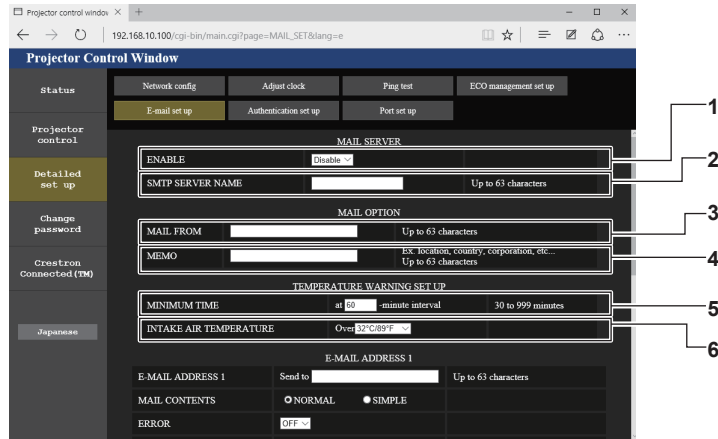 Projector control window
192.168.10.100/cgi-bin/main.cgi?page=MAIL_SET&lang=e
Projector Control Window
Status
Projector
control
Detailed
set up
Change
password
Crestron
Connected(TM)
Japanese
Network config
Adjust clock
Ping test
ECO management set up
E-mail set up
Authentication set up
Port set up
MAIL SERVER
ENABLE
Disable
1
SMTP SERVER NAME
Up to 63 characters
2
MAIL OPTION
MAIL FROM
Up to 63 characters
3
MEMO
Ex. location, country, corporation, etc...
Up to 63 characters
4
TEMPERATURE WARNING SET UP
MINIMUM TIME
at 60 -minute interval
30 to 999 minutes
5
INTAKE AIR TEMPERATURE
Over 32°C/89°F
6
E-MAIL ADDRESS 1
E-MAIL ADDRESS 1
Send to
Up to 63 characters
MAIL CONTENTS
NORMAL
SIMPLE
ERROR
OFF